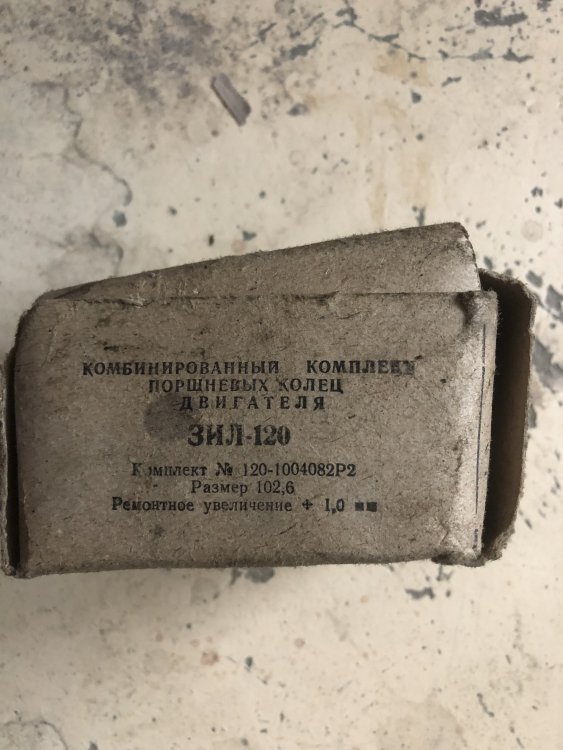 КОМБИНИРОВАННЫЙ КОМПЛЕКТ
ПОРШНЕВЫХ КОЛЕЦ
ДВИГАТЕЛЯ
ЗИЛ-120
Комплект № 120-1004082Р2
Размер 102,6
Ремонтное увеличение + 1,0 мм